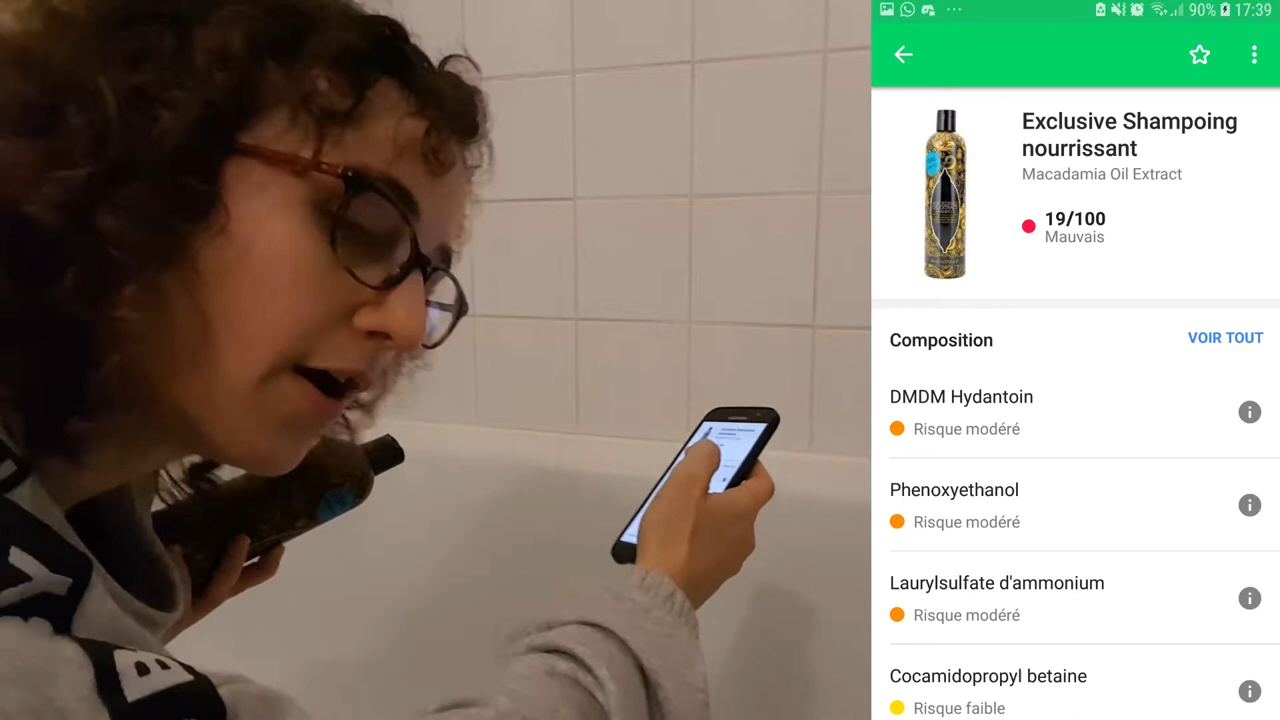 90% 17:39
Exclusive Shampoing
nourrissant
Macadamia Oil Extract
19/100
Mauvais
Composition
VOIR TOUT
DMDM Hydantoin
Risque modéré
Phenoxyethanol
Risque modéré
Laurylsulfate d'ammonium
Risque modéré
Cocamidopropyl betaine
Risque faible
B